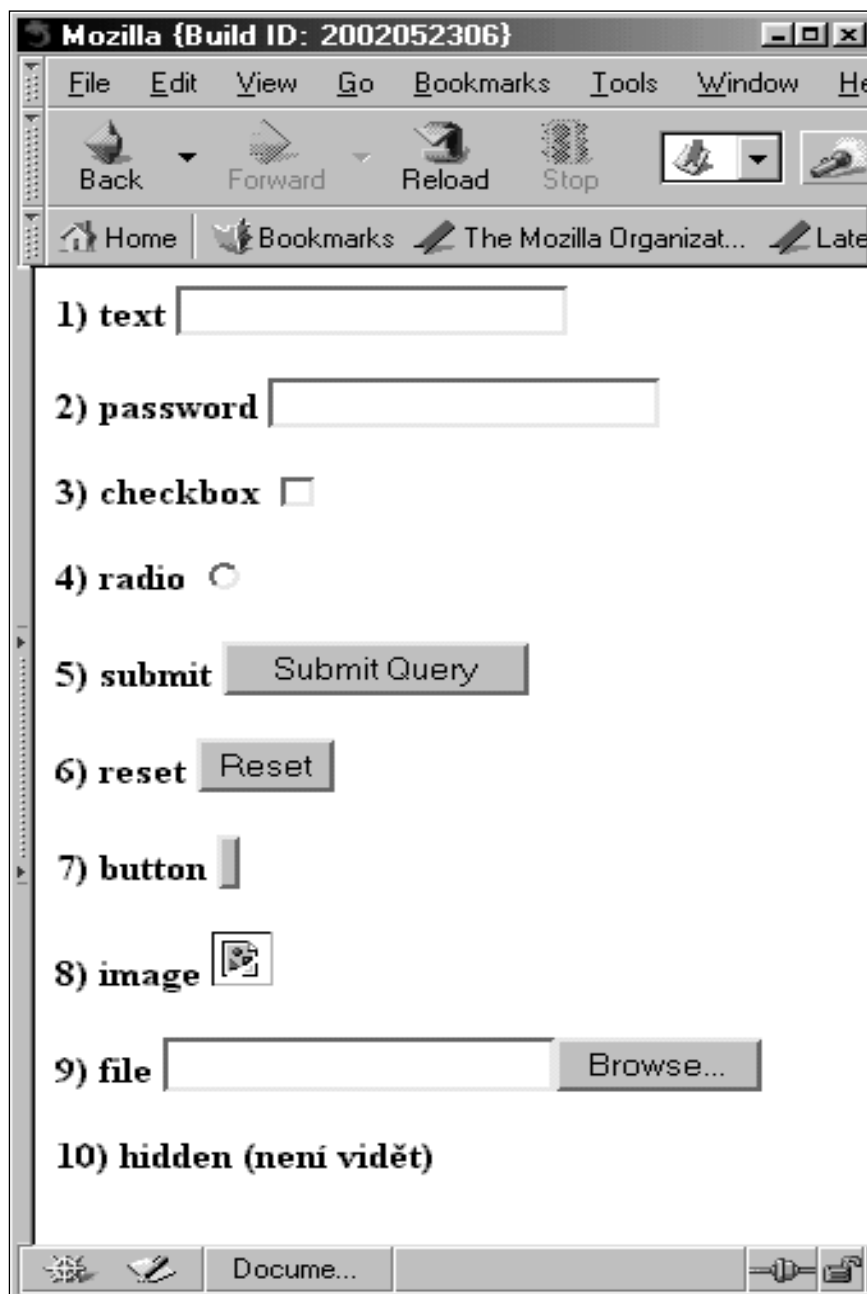 Mozilla {Build ID: 2002052306}
File Edit View Go Bookmarks Tools Window He
Back Forward Reload Stop
Home Bookmarks The Mozilla Organizat... Late
1) text
2) password
3) checkbox
4) radio
5) submit Submit Query
6) reset Reset
7) button
8) image
9) file Browse...
10) hidden (není vidět)
Docume...